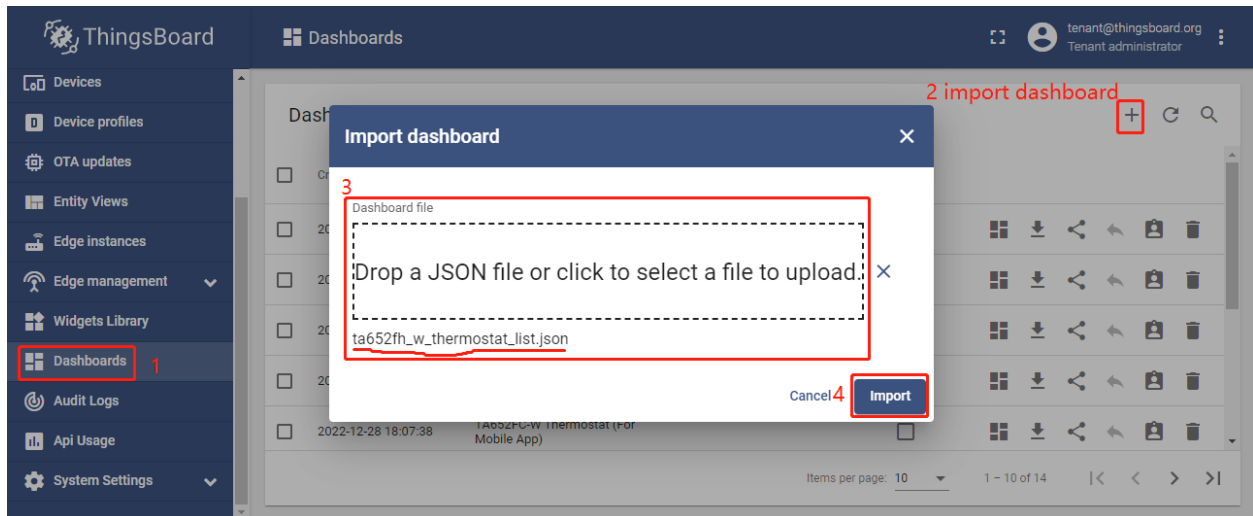 ThingsBoard
Dashboards
tenant@thingsboard.org
Tenant administrator
Devices
Device profiles
OTA updates
Entity Views
Edge instances
Edge management
Widgets Library
Dashboards
1
Audit Logs
Api Usage
System Settings
2 import dashboard
Import dashboard
3
Dashboard file
Drop a JSON file or click to select a file to upload.
ta652fh_w_thermostat_list.json
Cancel
4
Import
2022-12-28 18:07:38
TA652FC-W Thermostat (For
Mobile App)
Items per page: 10
1 – 10 of 14